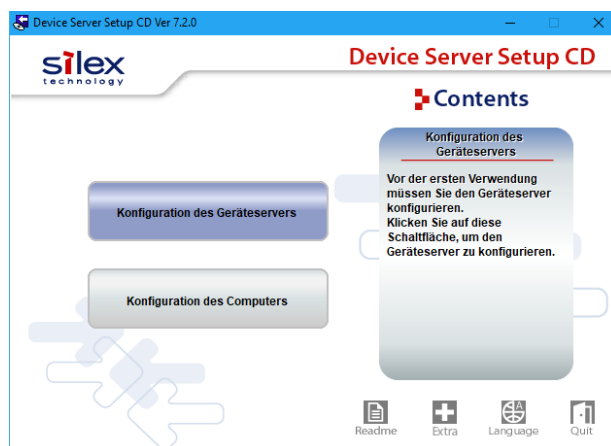 Device Server Setup CD Ver 7.2.0
silex
technology
Device Server Setup CD
Contents
Konfiguration des Geräteservers
Konfiguration des Computers
Konfiguration des
Geräteservers
Vor der ersten Verwendung
müssen Sie den Geräteserver
konfigurieren.
Klicken Sie auf diese
Schaltfläche, um den
Geräteserver zu konfigurieren.
Readme
Extra
Language
Quit